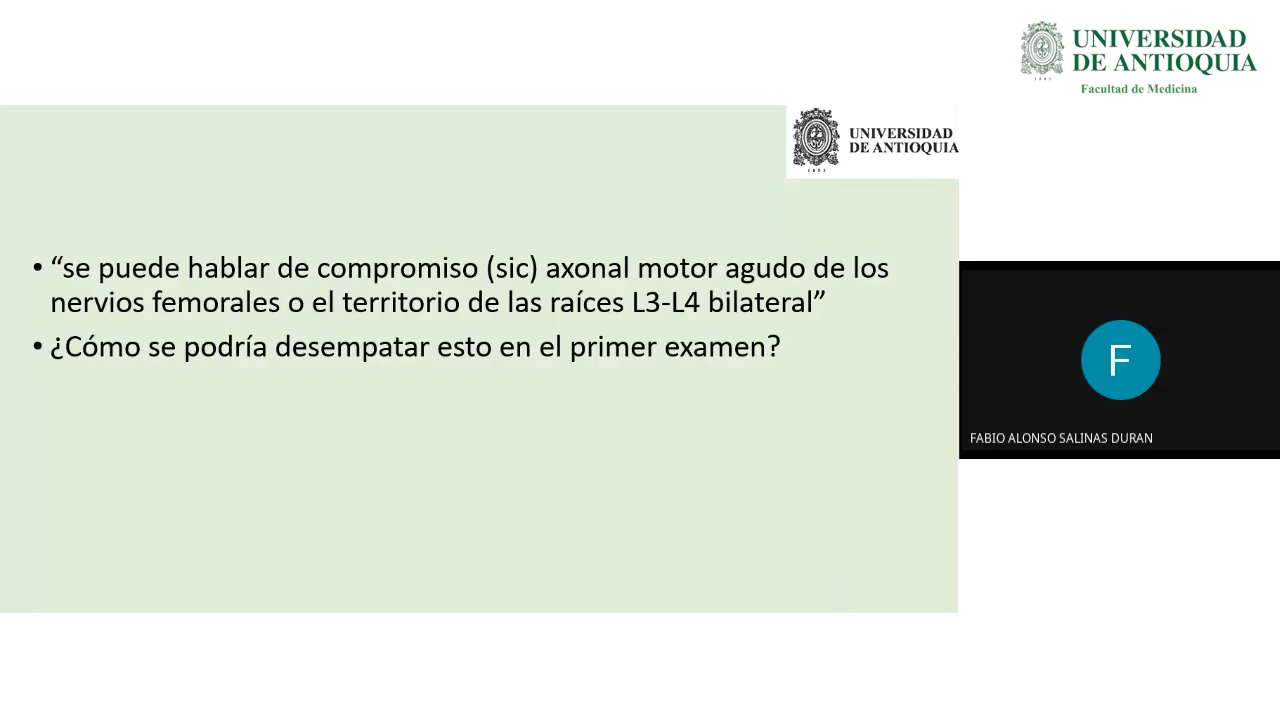 UNIVERSIDAD
DE ANTIOQUIA
1803
Facultad de Medicina
UNIVERSIDAD
DE ANTIOQUIA
1803
• “se puede hablar de compromiso (sic) axonal motor agudo de los
nervios femorales o el territorio de las raíces L3-L4 bilateral”
• ¿Cómo se podría desempatar esto en el primer examen?
F
FABIO ALONSO SALINAS DURAN